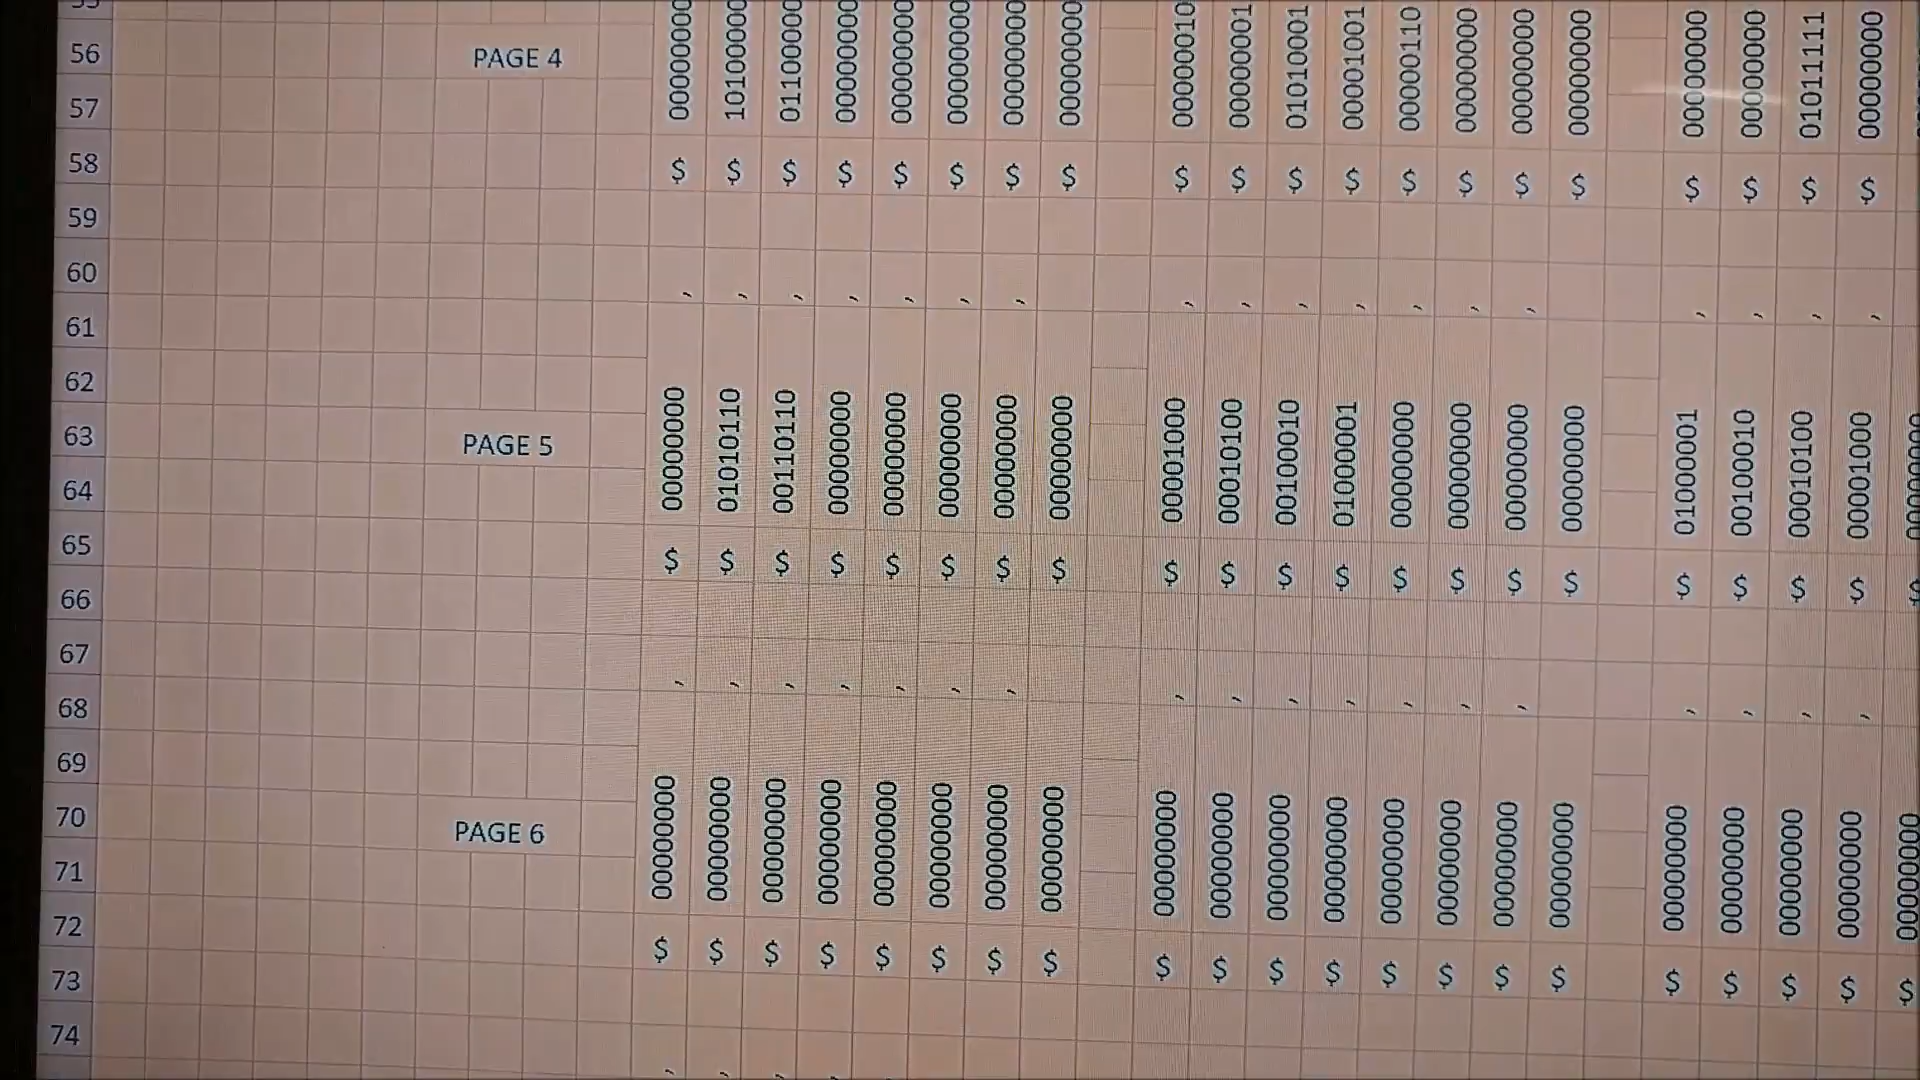 56 PAGE 4 00000000 10100000 01100000 00000000 00000000 00000000 00000000 00000000 00000010 00000001 01010001 00001001 00000110 00000000 00000000 00000000 00000000 00000000 01011111 00000000
57
58 $ $ $ $ $ $ $ $ $ $ $ $ $ $ $ $ $ $ $ $
59
60 , , , , , , , , , , , , , , , , , ,
61
62
63 PAGE 5 00000000 01010110 00110110 00000000 00000000 00000000 00000000 00000000 00001000 00010100 00100010 01000001 00000000 00000000 00000000 00000000 01000001 00100010 00010100 00001000
64
65 $ $ $ $ $ $ $ $ $ $ $ $ $ $ $ $ $ $ $ $ $
66
67 , , , , , , , , , , , , , , , , , ,
68
69
70 PAGE 6 00000000 00000000 00000000 00000000 00000000 00000000 00000000 00000000 00000000 00000000 00000000 00000000 00000000 00000000 00000000 00000000 00000000 00000000 00000000 00000000 00000000
71
72 $ $ $ $ $ $ $ $ $ $ $ $ $ $ $ $ $ $ $ $ $
73
74 , , , ,